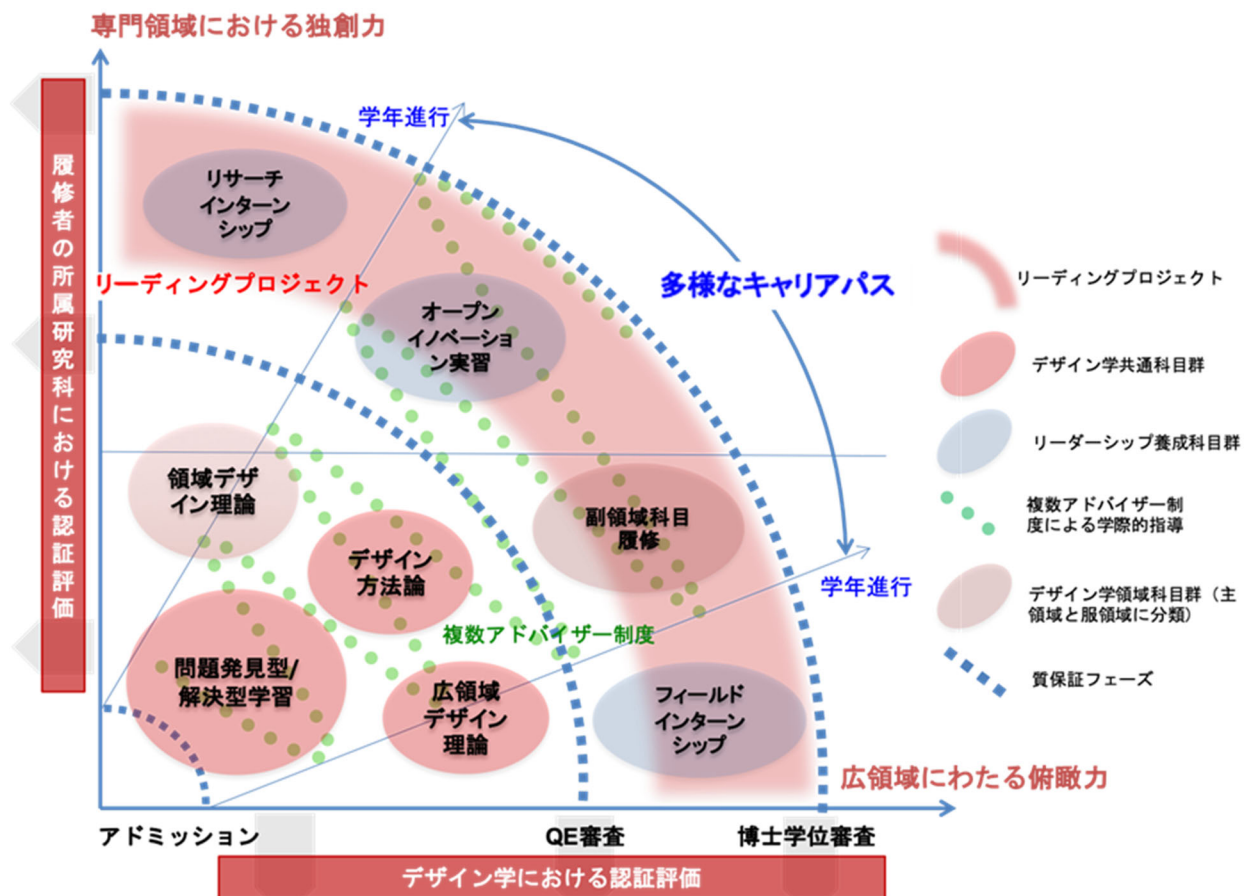 専門領域における独創力
学年進行
履修者の所属研究科における認証評価
リサーチ
インターン
シップ
リーディングプロジェクト
オープン
イノベーショ
ン実習
多様なキャリアパス
領域デザ
イン理論
デザイン
方法論
副領域科目
履修
学年進行
複数アドバイザー制度
問題発見型/
解決型学習
広領域
デザイン
理論
フィールド
インターン
シップ
広領域にわたる俯瞰力
アドミッション
QE審査
博士学位審査
デザイン学における認証評価
リーディングプロジェクト
デザイン学共通科目群
リーダーシップ養成科目群
複数アドバイザー制
度による学際的指導
デザイン学領域科目群（主
領域と服領域に分類）
質保証フェーズ